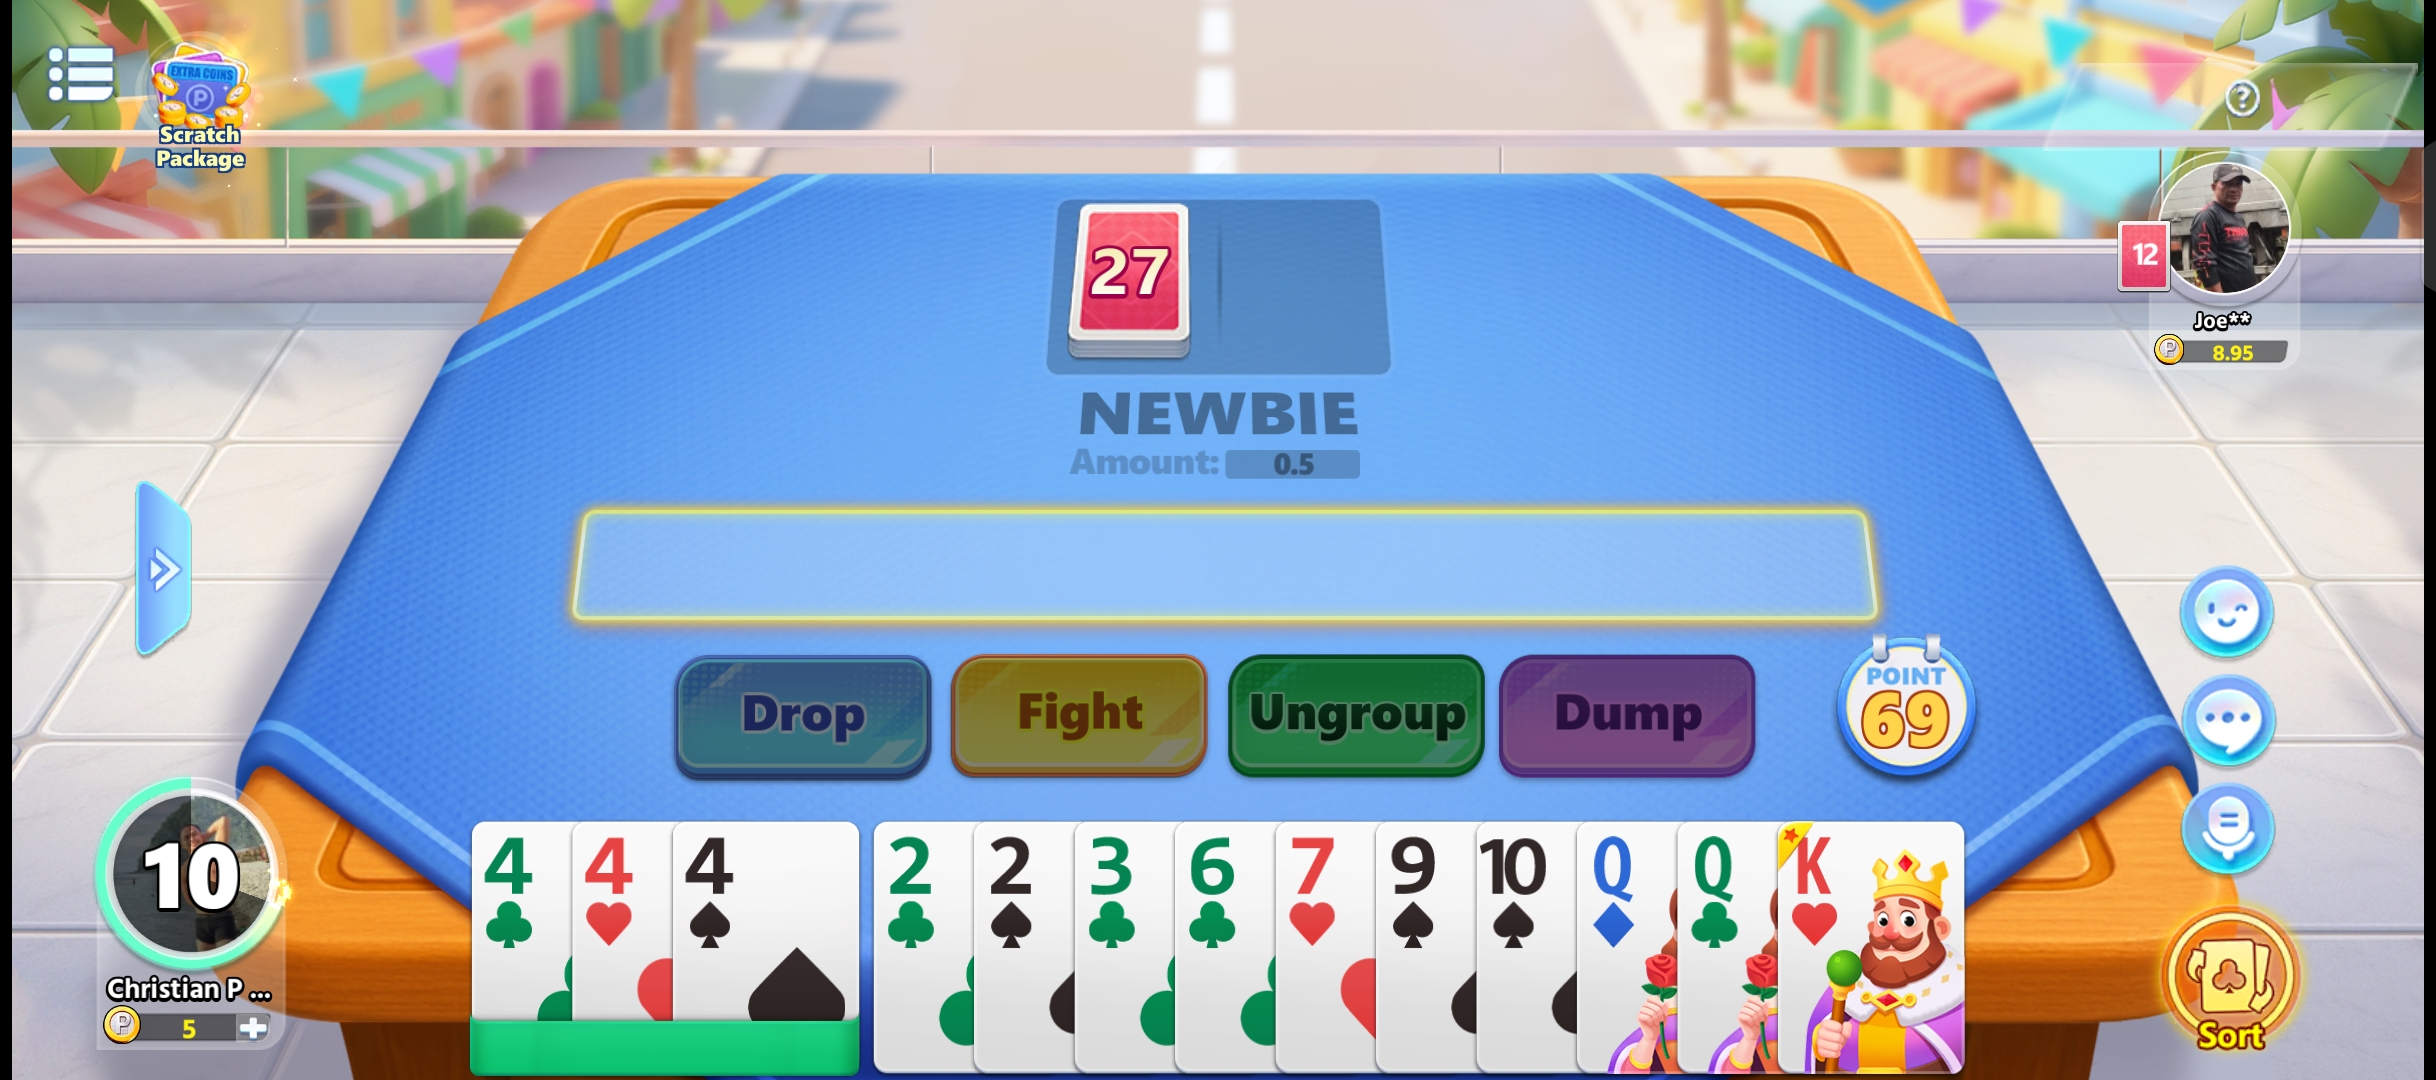 EXTRA COINS
P
Scratch
Package
?
27
12
Joe**
P 8.95
NEWBIE
Amount: 0.5
Drop
Fight
Ungroup
Dump
POINT
69
10
Christian P ...
P 5 +
4 4 4 2 2 3 6 7 9 10 Q Q K
Sort